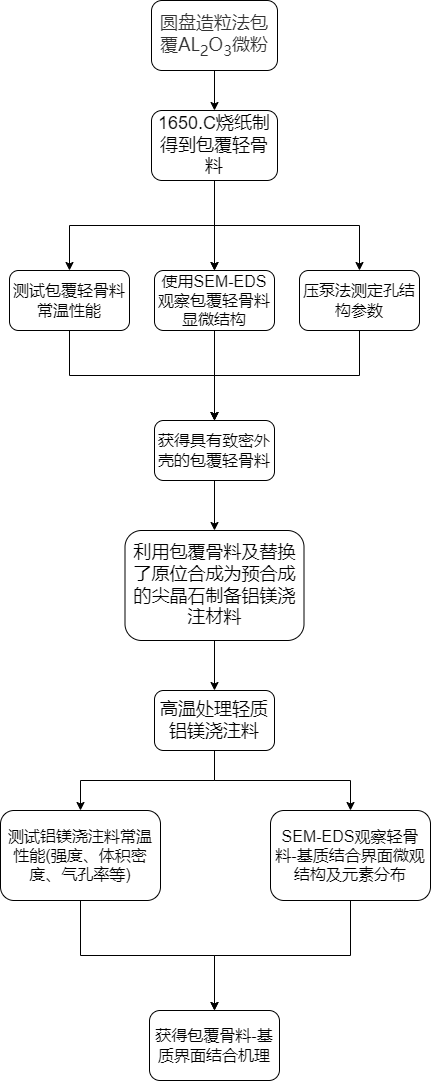 圆盘造粒法包
覆AL₂O₃微粉
1650.C烧纸制
得到包覆轻骨
料
测试包覆轻骨料
常温性能
使用SEM-EDS
观察包覆轻骨料
显微结构
压泵法测定孔结
构参数
获得具有致密外
壳的包覆轻骨料
利用包覆骨料及替换
了原位合成为预合成
的尖晶石制备铝镁浇
注材料
高温处理轻质
铝镁浇注料
测试铝镁浇注料常温
性能(强度、体积密
度、气孔率等)
SEM-EDS观察轻骨
料-基质结合界面微观
结构及元素分布
获得包覆骨料-基
质界面结合机理